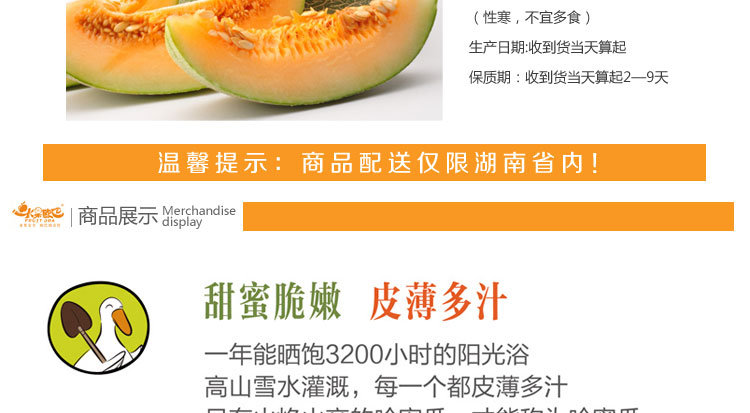 （性寒，不宜多食）
生产日期:收到货当天算起
保质期：收到货当天算起2—9天
温馨提示：商品配送仅限湖南省内！
商品展示 Merchandise display
甜蜜脆嫩 皮薄多汁
一年能晒饱3200小时的阳光浴
高山雪水灌溉，每一个都皮薄多汁